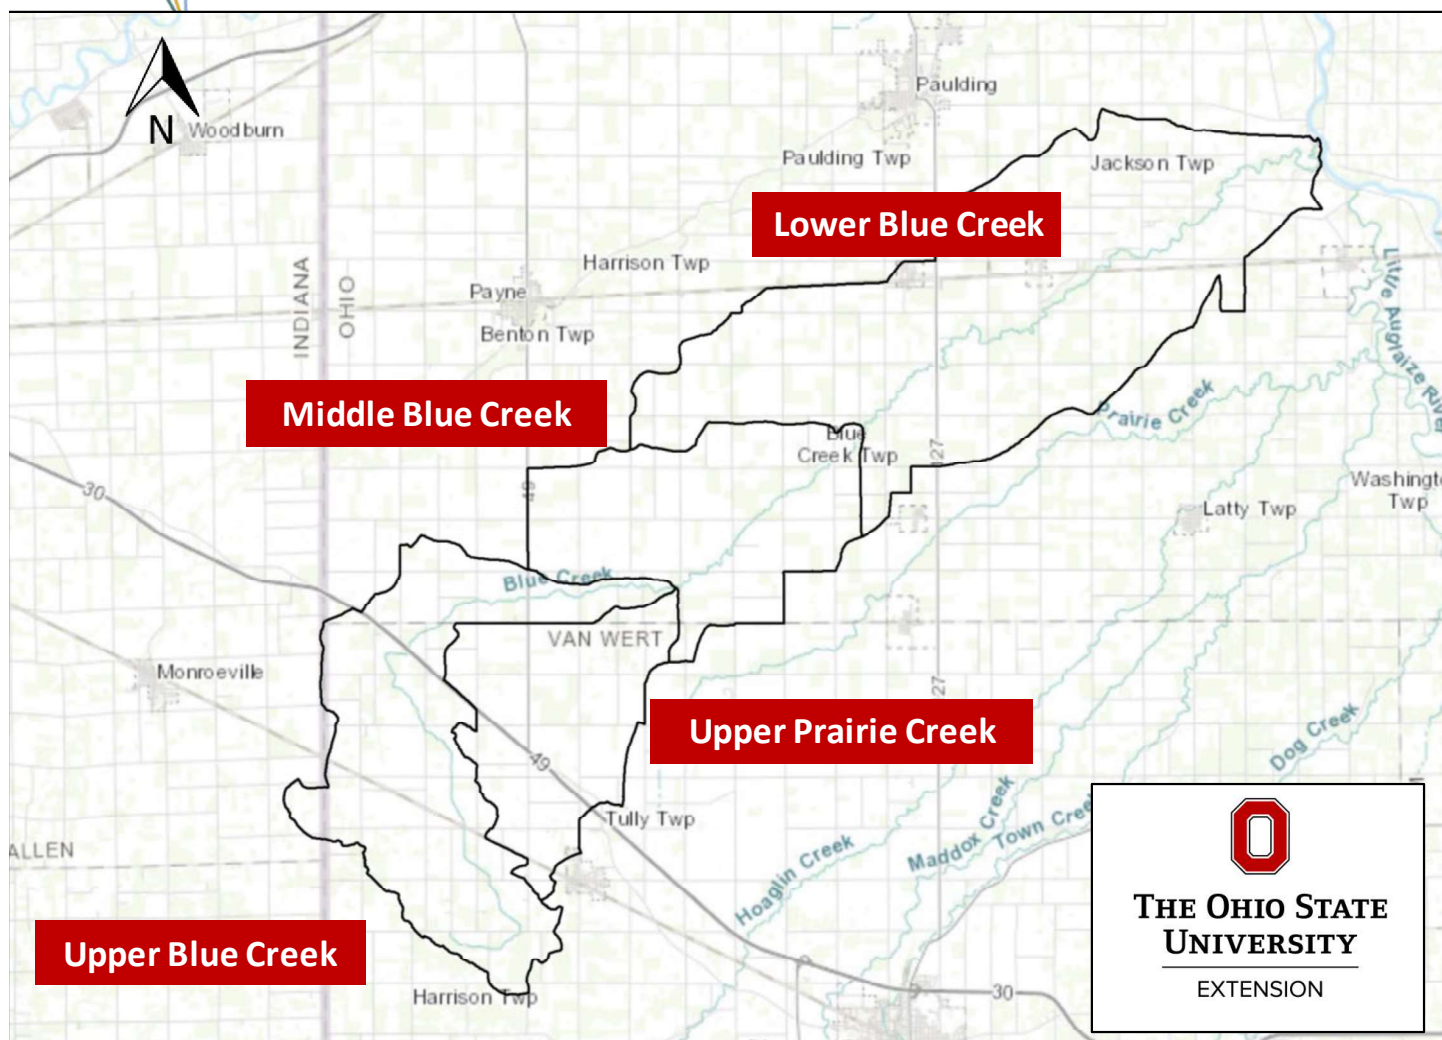 Paulding
N
Woodburn
Paulding Twp
Jackson Twp
Lower Blue Creek
Harrison Twp
INDIANA
OHIO
Payne
Benton Twp
Little Auglaize River
Middle Blue Creek
Prairie Creek
Blue
Creek Twp
127
30
49
Washingt
Twp
Latty Twp
Blue Creek
VAN WERT
Monroeville
27
Upper Prairie Creek
49
Dog Creek
Tully Twp
ALLEN
Hoaglin Creek
Maddox Creek
Town Creek
THE OHIO STATE
UNIVERSITY
EXTENSION
Upper Blue Creek
Harrison Twp
30